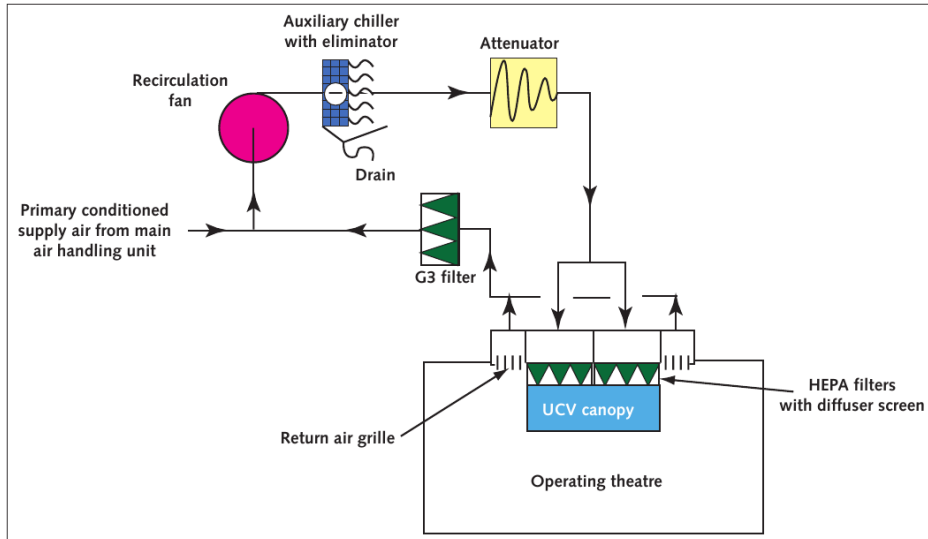 Auxiliary chiller
with eliminator
Attenuator
Recirculation
fan
Drain
Primary conditioned
supply air from main
air handling unit
G3 filter
HEPA filters
with diffuser screen
UCV canopy
Return air grille
Operating theatre